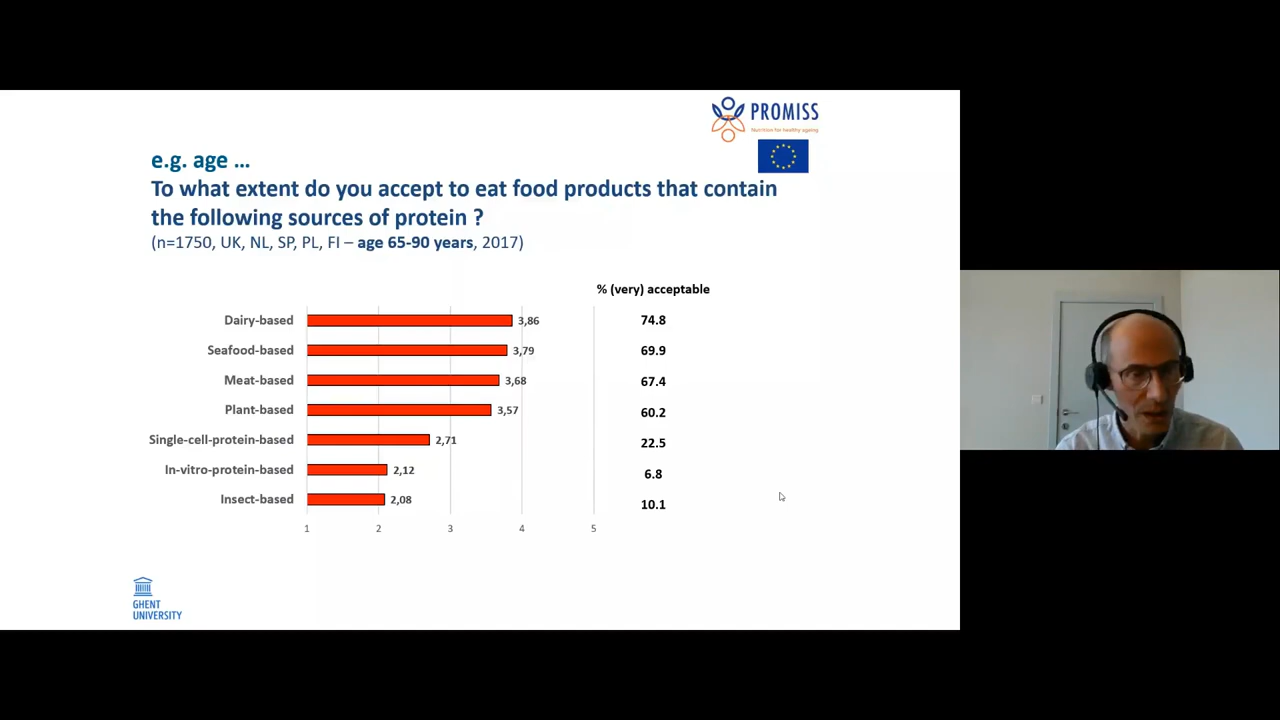 PROMISS
Nutrition for healthy ageing
e.g. age ...
To what extent do you accept to eat food products that contain
the following sources of protein ?
(n=1750, UK, NL, SP, PL, FI – age 65-90 years, 2017)
% (very) acceptable
Dairy-based 3,86 74.8
Seafood-based 3,79 69.9
Meat-based 3,68 67.4
Plant-based 3,57 60.2
Single-cell-protein-based 2,71 22.5
In-vitro-protein-based 2,12 6.8
Insect-based 2,08 10.1
1 2 3 4 5
GHENT
UNIVERSITY